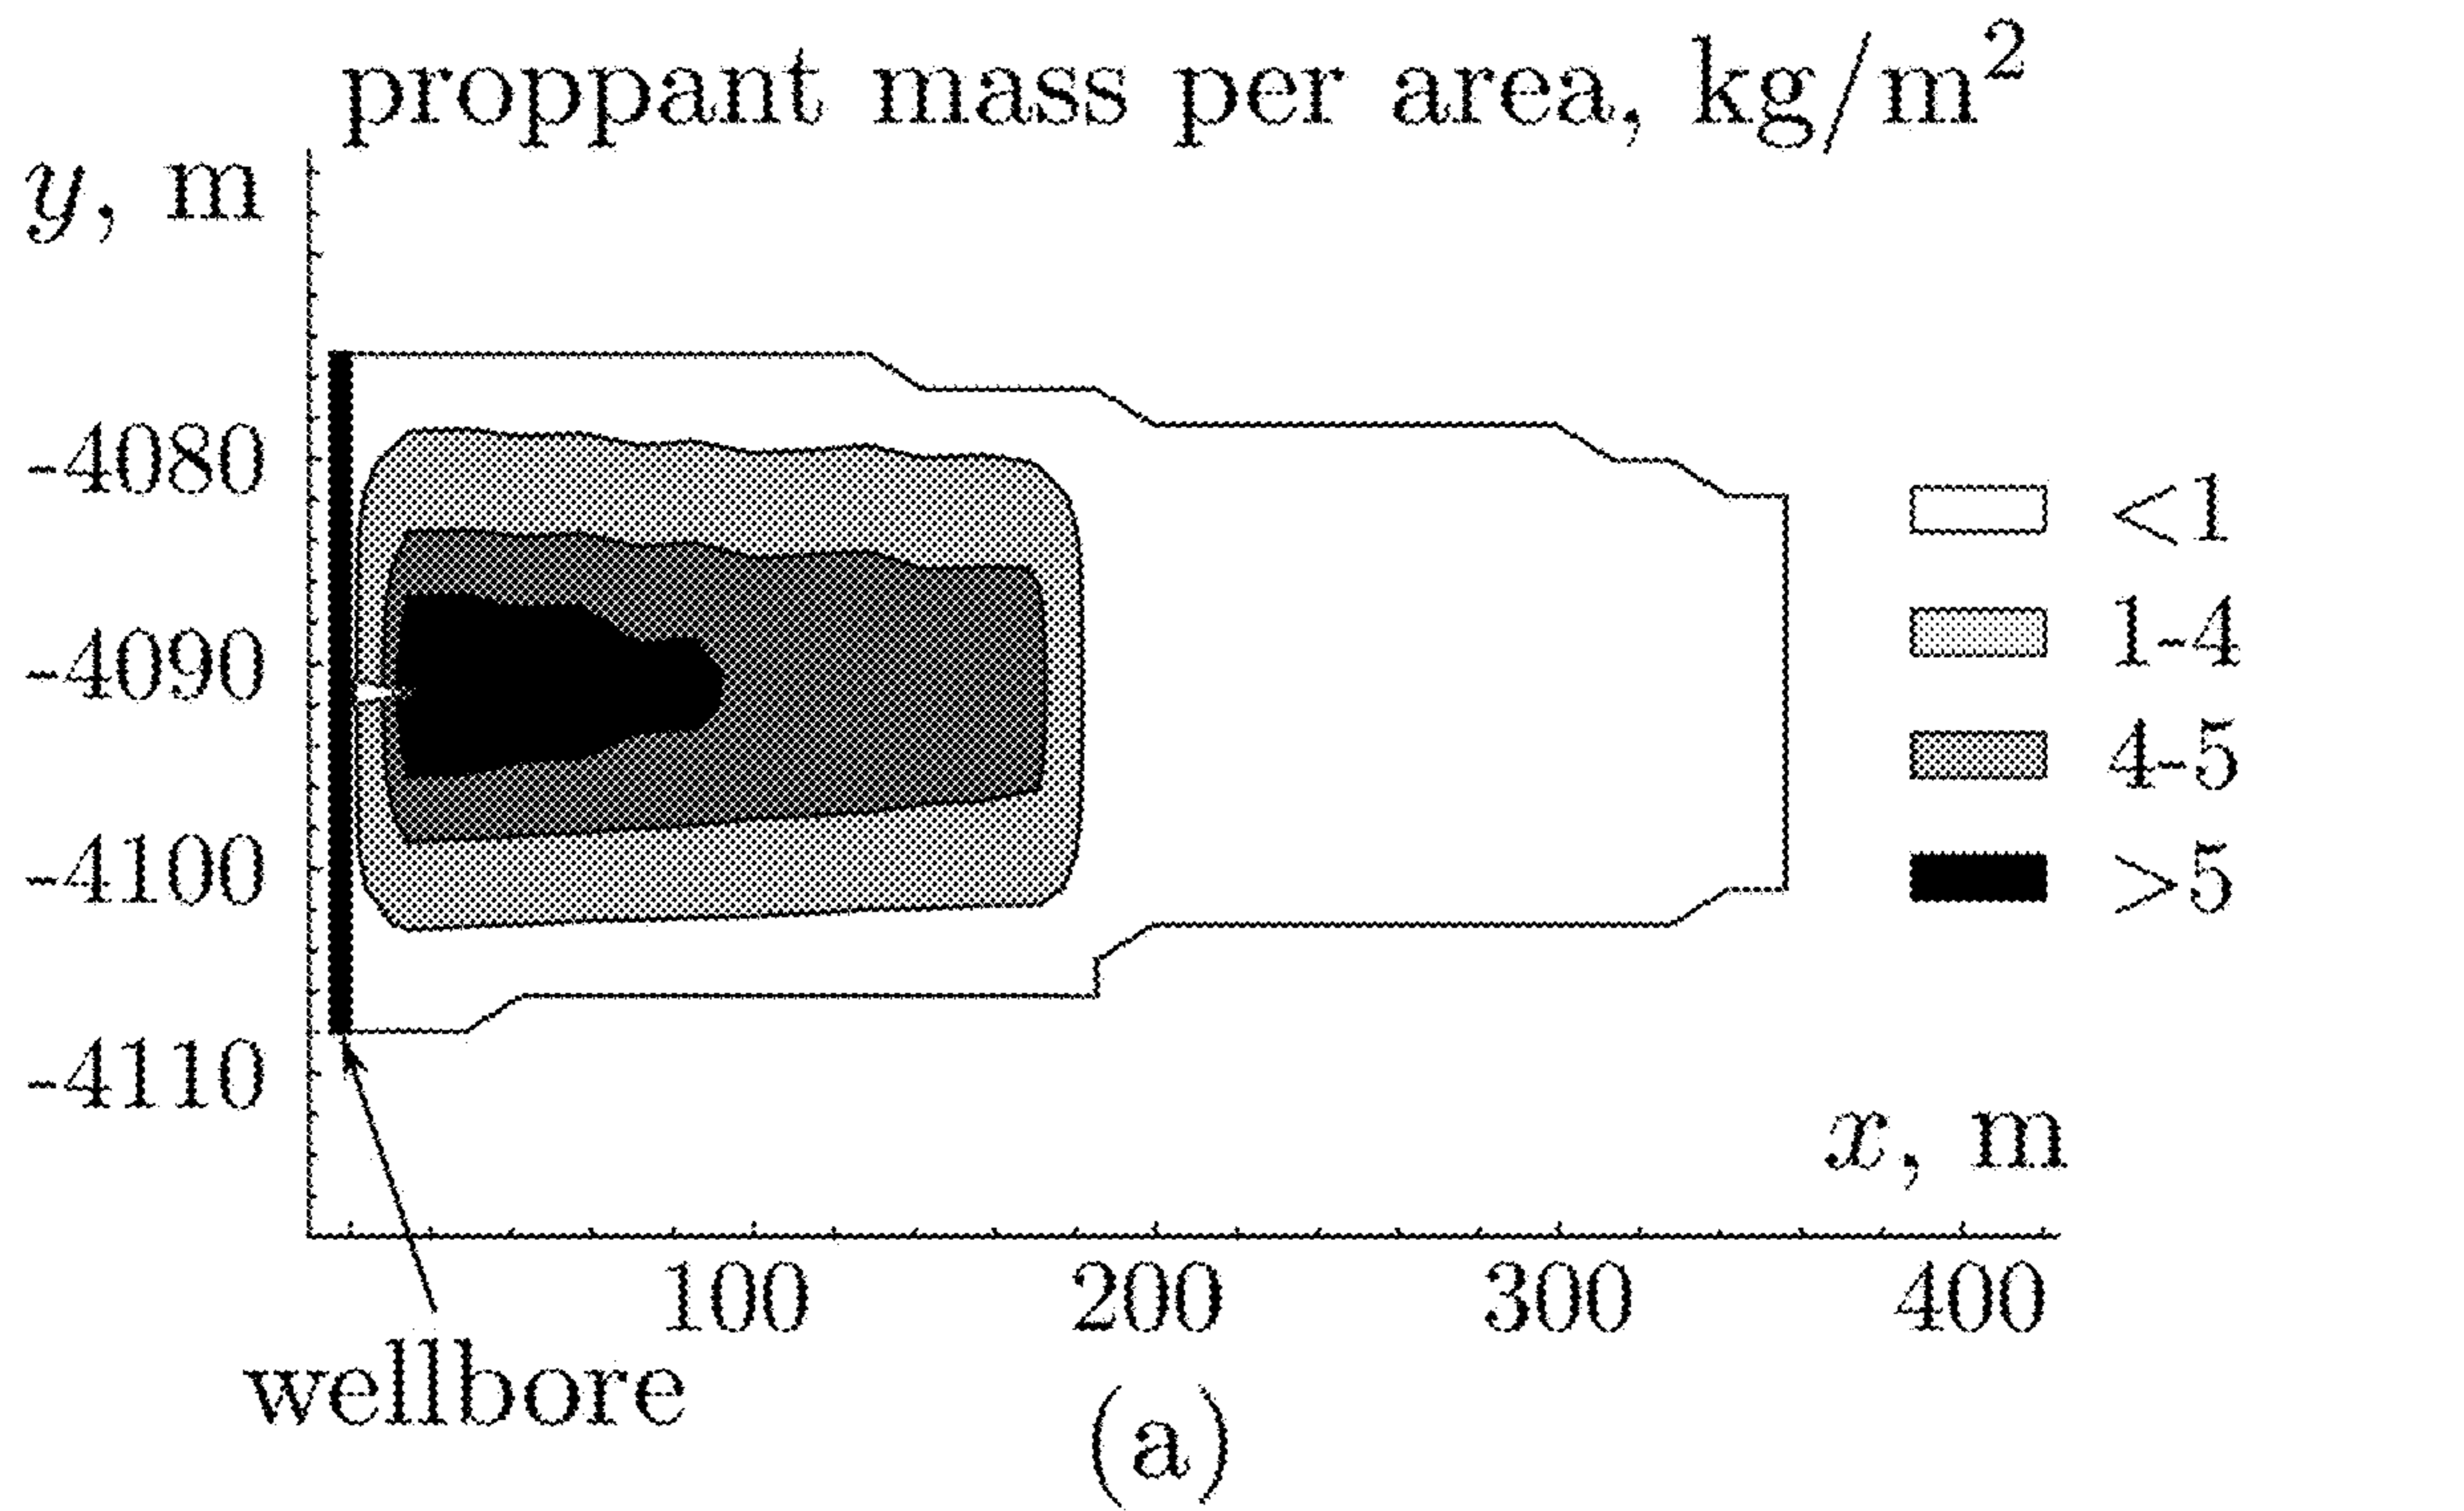 proppant mass per area, kg/m²
y, m
-4080
-4090
-4100
-4110
<1
1-4
4-5
>5
x, m
100 200 300 400
wellbore
(a)